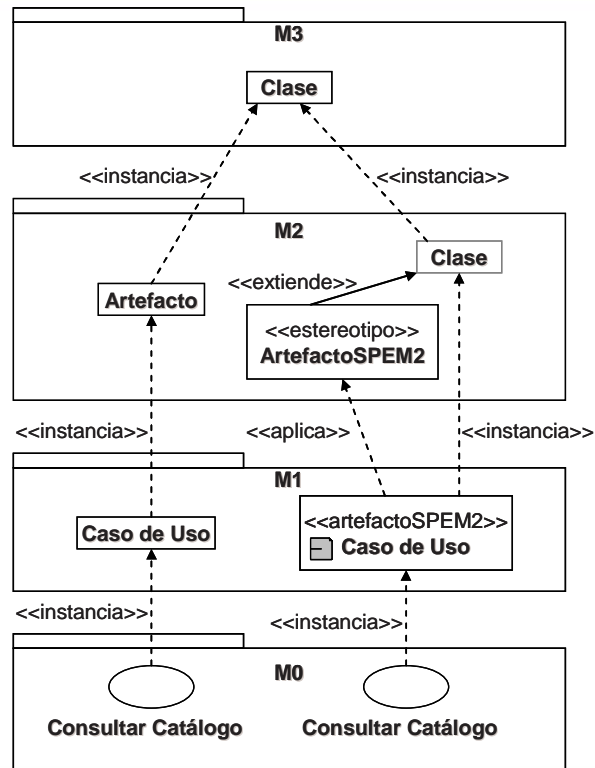 M3
Clase
<<instancia>>
<<instancia>>
M2
Clase
<<extiende>>
Artefacto
<<estereotipo>>
ArtefactoSPEM2
<<instancia>>
<<aplica>>
<<instancia>>
M1
<<artefactoSPEM2>>
Caso de Uso
Caso de Uso
<<instancia>>
<<instancia>>
M0
Consultar Catálogo
Consultar Catálogo